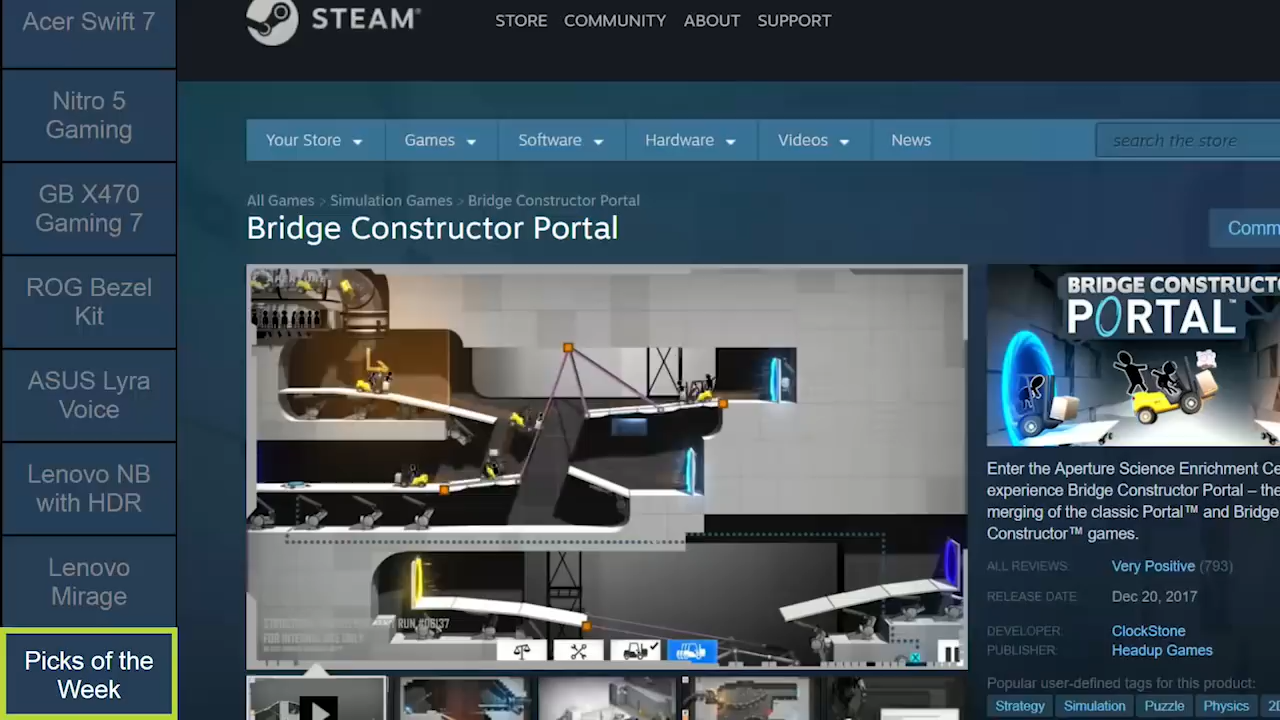 Acer Swift 7
Nitro 5
Gaming
GB X470
Gaming 7
ROG Bezel
Kit
ASUS Lyra
Voice
Lenovo NB
with HDR
Lenovo
Mirage
Picks of the
Week
STEAM
STORE COMMUNITY ABOUT SUPPORT
Your Store Games Software Hardware Videos News search the store
All Games > Simulation Games > Bridge Constructor Portal
Bridge Constructor Portal
Comm
BRIDGE CONSTRUCTO
PORTAL™
Enter the Aperture Science Enrichment Ce
experience Bridge Constructor Portal – the
merging of the classic Portal™ and Bridge
Constructor™ games.
ALL REVIEWS: Very Positive (793)
RELEASE DATE: Dec 20, 2017
DEVELOPER: ClockStone
PUBLISHER: Headup Games
Popular user-defined tags for this product:
Strategy Simulation Puzzle Physics 2